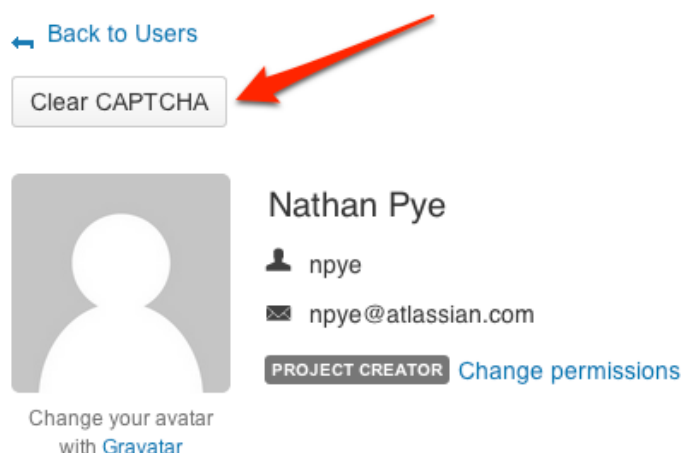 Back to Users
Clear CAPTCHA
Nathan Pye
npye
npye@atlassian.com
PROJECT CREATOR Change permissions
Change your avatar
with Gravatar